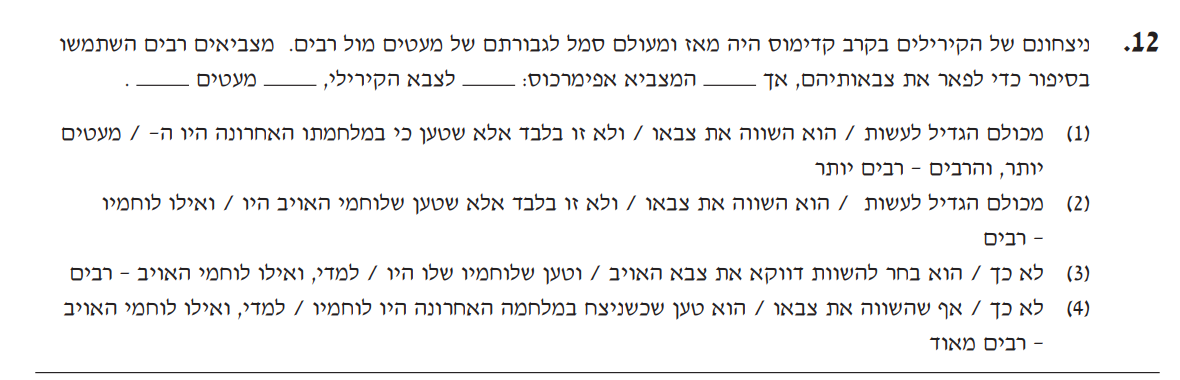 12. ניצחונם של הקירילים בקרב קדימוס היה מאז ומעולם סמל לגבורתם של מעטים מול רבים. מצביאים רבים השתמשו
בסיפור כדי לפאר את צבאותיהם, אך _____ המצביא אפימרכוס: _____ לצבא הקירילי, _____ מעטים _____ .
(1) מכולם הגדיל לעשות / הוא השווה את צבאו / ולא זו בלבד אלא שטען כי במלחמתו האחרונה היו ה- / מעטים
יותר, והרבים - רבים יותר
(2) מכולם הגדיל לעשות / הוא השווה את צבאו / ולא זו בלבד אלא שטען שלוחמי האויב היו / ואילו לוחמיו
- רבים
(3) לא כך / הוא בחר להשוות דווקא את צבא האויב / וטען שלוחמיו שלו היו / למדי, ואילו לוחמי האויב - רבים
(4) לא כך / אף שהשווה את צבאו / הוא טען שכשניצח במלחמה האחרונה היו לוחמיו / למדי, ואילו לוחמי האויב
- רבים מאוד